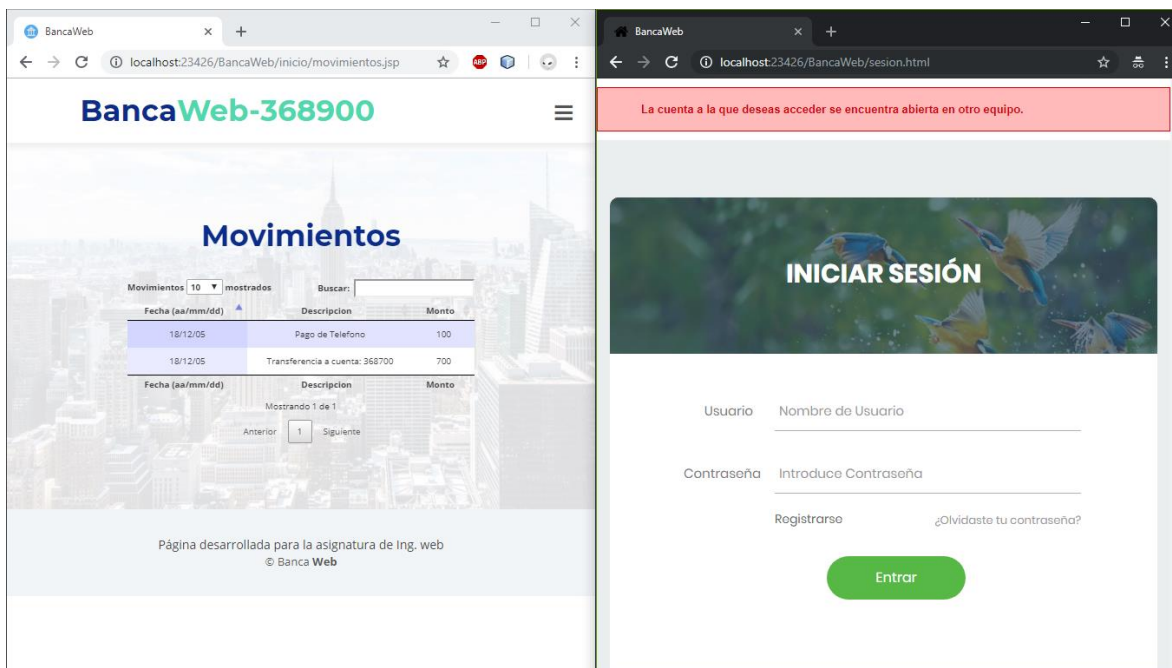 BancaWeb
localhost:23426/BancaWeb/inicio/movimientos.jsp
ABP
BancaWeb-368900
Movimientos
Movimientos 10 mostrados Buscar:
Fecha (aa/mm/dd) Descripcion Monto
18/12/05 Pago de Telefono 100
18/12/05 Transferencia a cuenta: 368700 700
Fecha (aa/mm/dd) Descripcion Monto
Mostrando 1 de 1
Anterior 1 Siguiente
Página desarrollada para la asignatura de Ing. web
© Banca Web
BancaWeb
localhost:23426/BancaWeb/sesion.html
La cuenta a la que deseas acceder se encuentra abierta en otro equipo.
INICIAR SESIÓN
Usuario Nombre de Usuario
Contraseña Introduce Contraseña
Registrarse ¿Olvidaste tu contraseña?
Entrar